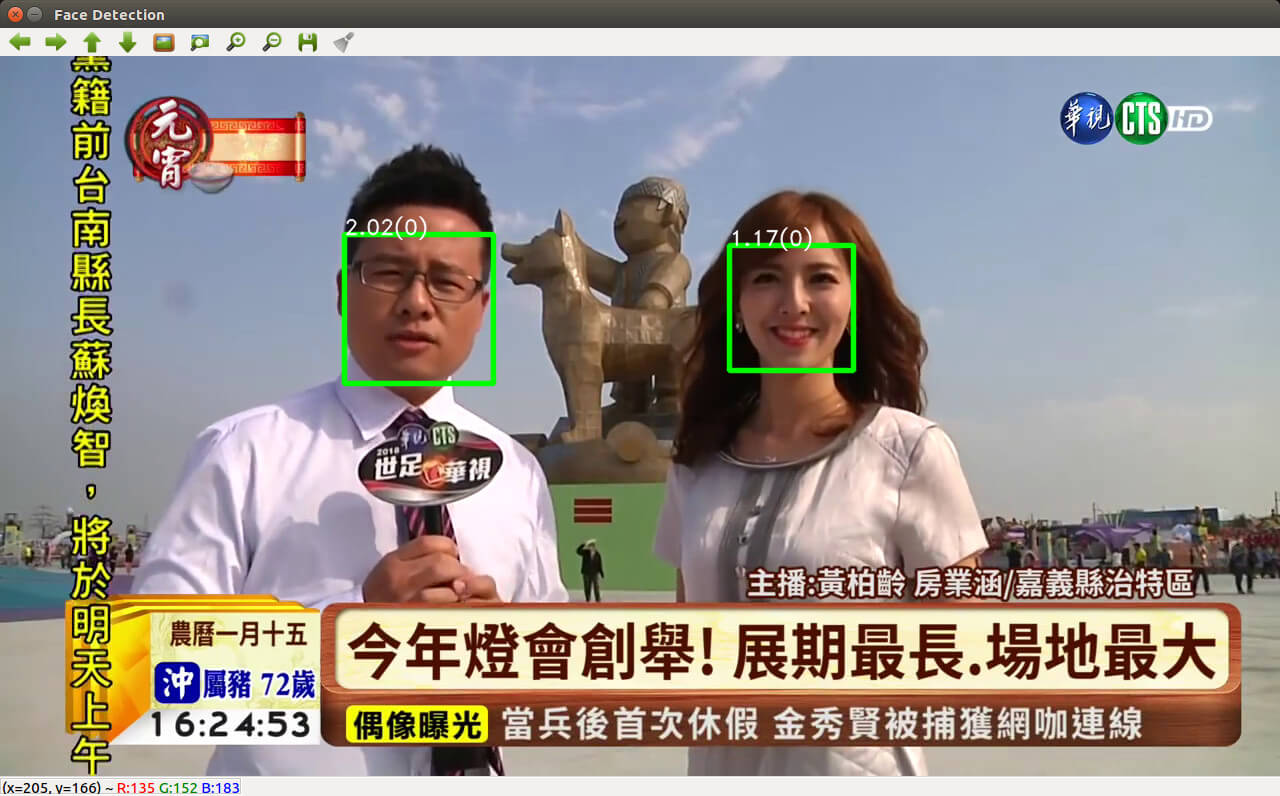 Face Detection
黨籍前台南縣長蘇煥智，將於明天上午
元宵
華視 CTS HD
2.02(0)
1.17(0)
華視 CTS
2018
世足 華視
主播:黃柏齡 房業涵/嘉義縣治特區
農曆一月十五
沖 屬豬 72歲
16:24:53
今年燈會創舉! 展期最長.場地最大
偶像曝光 當兵後首次休假 金秀賢被捕獲網咖連線
(x=205, y=166) ~ R:135 G:152 B:183